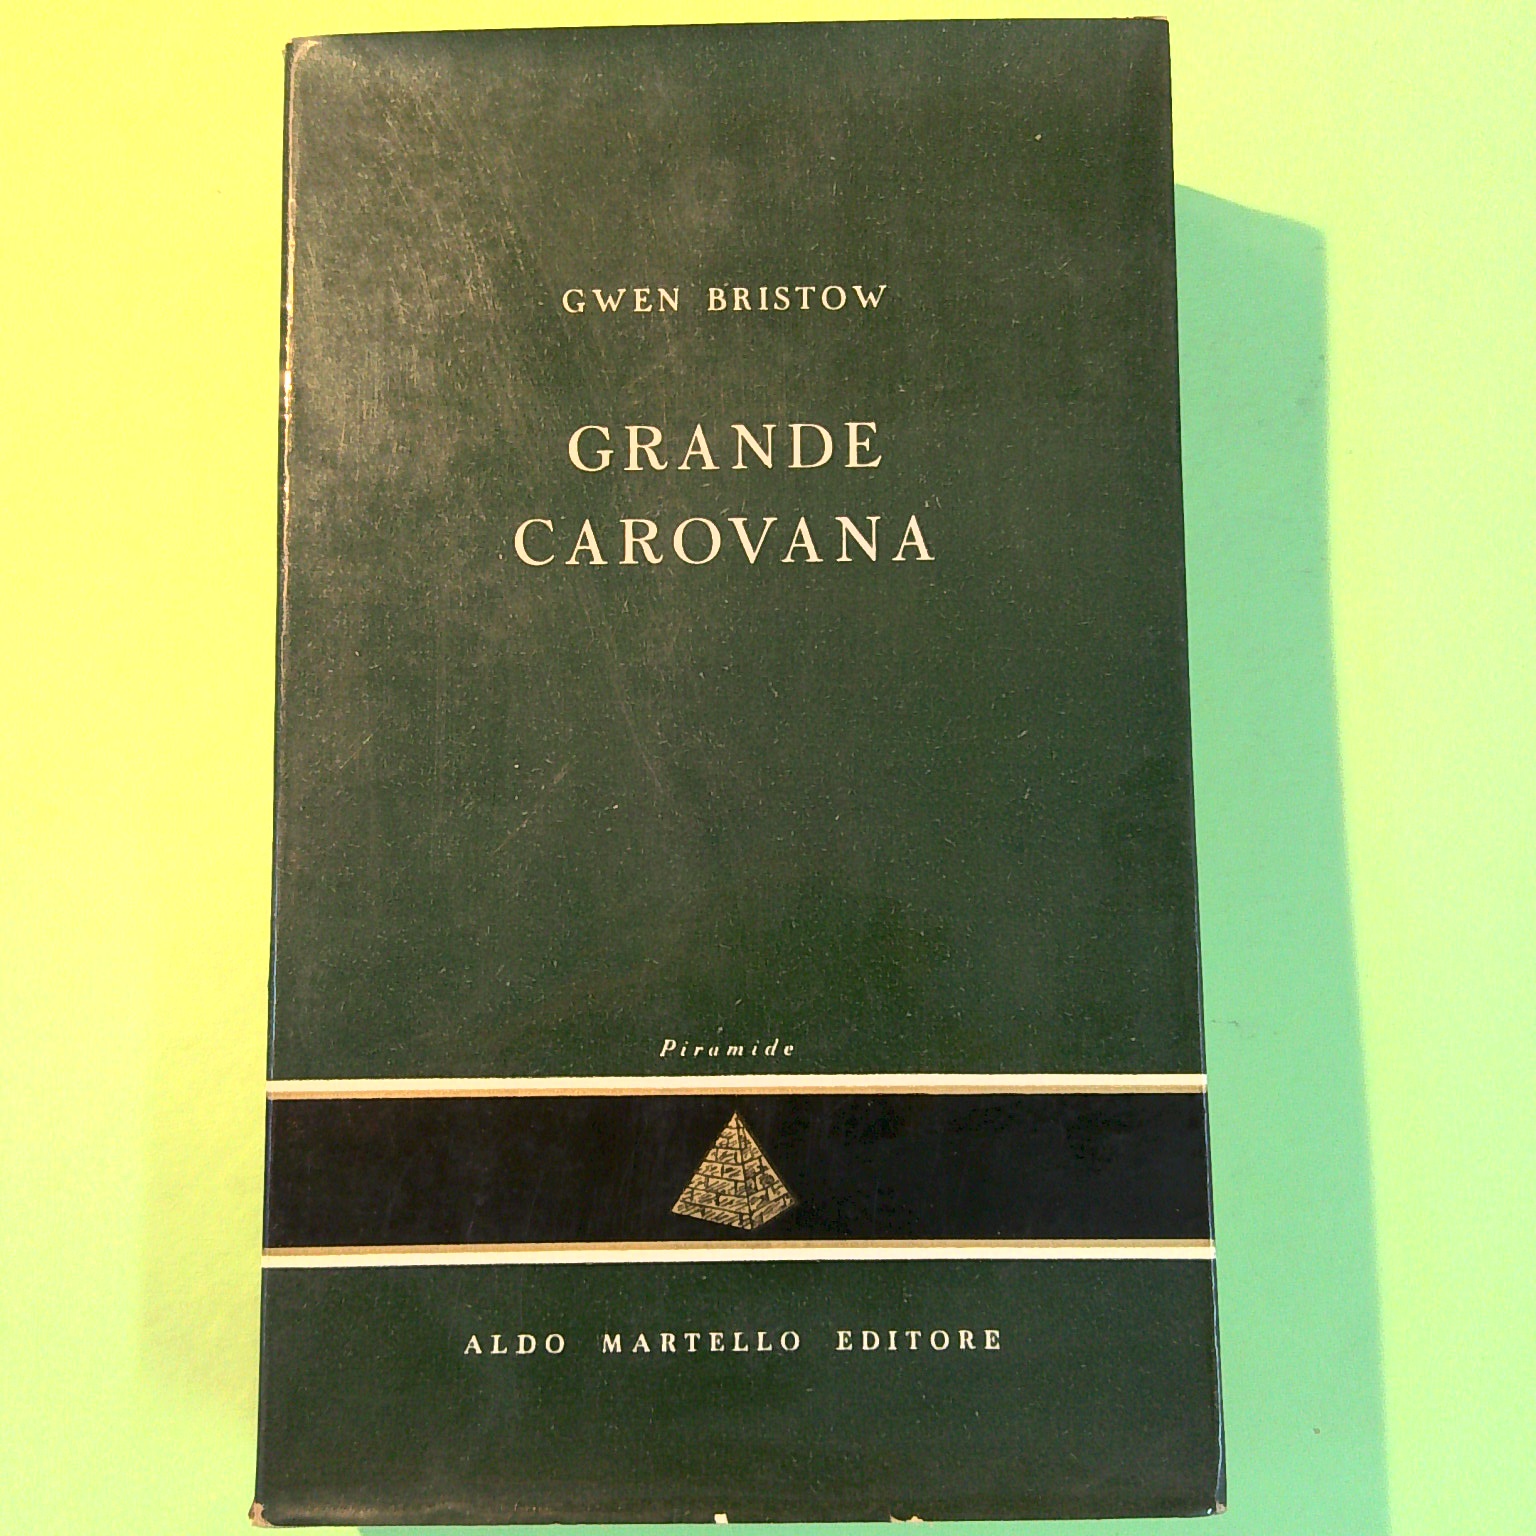 GWEN BRISTOW
GRANDE
CAROVANA
Piramide
ALDO MARTELLO EDITORE